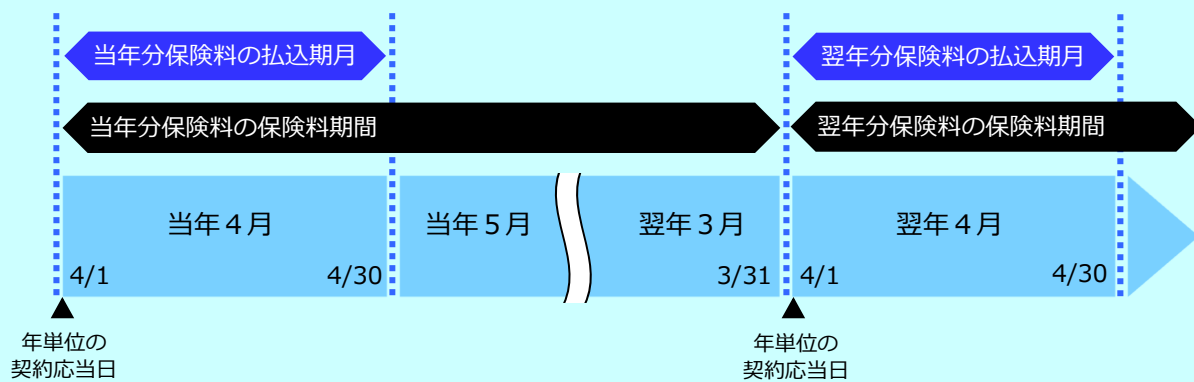 当年分保険料の払込期月
翌年分保険料の払込期月
当年分保険料の保険料期間
翌年分保険料の保険料期間
当年４月
当年５月
翌年３月
翌年４月
4/1
4/30
3/31
4/1
4/30
年単位の
契約応当日
年単位の
契約応当日